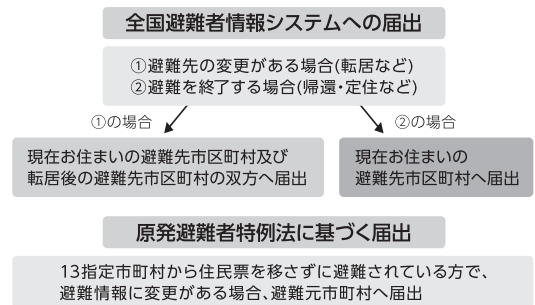 全国避難者情報システムへの届出
①避難先の変更がある場合(転居など)
②避難を終了する場合(帰還・定住など)
①の場合
②の場合
現在お住まいの避難先市区町村及び
転居後の避難先市区町村の双方へ届出
現在お住まいの
避難先市区町村へ届出
原発避難者特例法に基づく届出
13指定市町村から住民票を移さずに避難されている方で、
避難情報に変更がある場合、避難元市町村へ届出